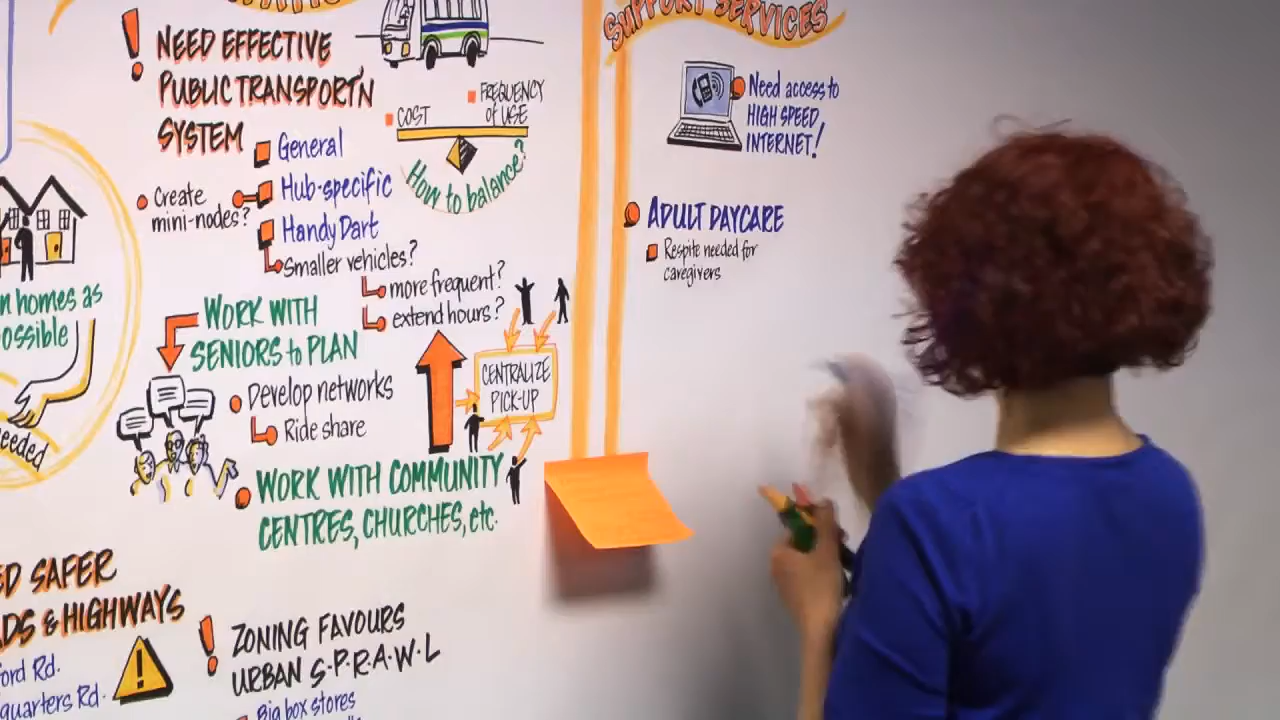 NEED EFFECTIVE
PUBLIC TRANSPORT'N
SYSTEM
General
Hub-specific
Create
mini-nodes?
HandyDart
Smaller vehicles?
more frequent?
extend hours?
COST
FREQUENCY
of USE
How to balance?
WORK WITH
SENIORS to PLAN
Develop networks
Ride share
CENTRALIZE
PICK-UP
WORK WITH COMMUNITY
CENTRES, CHURCHES, etc.
n homes as
ossible
eeded
ED SAFER
ADS & HIGHWAYS
ford Rd.
quarters Rd.
ZONING FAVOURS
URBAN S·P·R·A·W·L
Big box stores
SUPPORT SERVICES
Need access to
HIGH SPEED
INTERNET!
ADULT DAYCARE
Respite needed for
caregivers